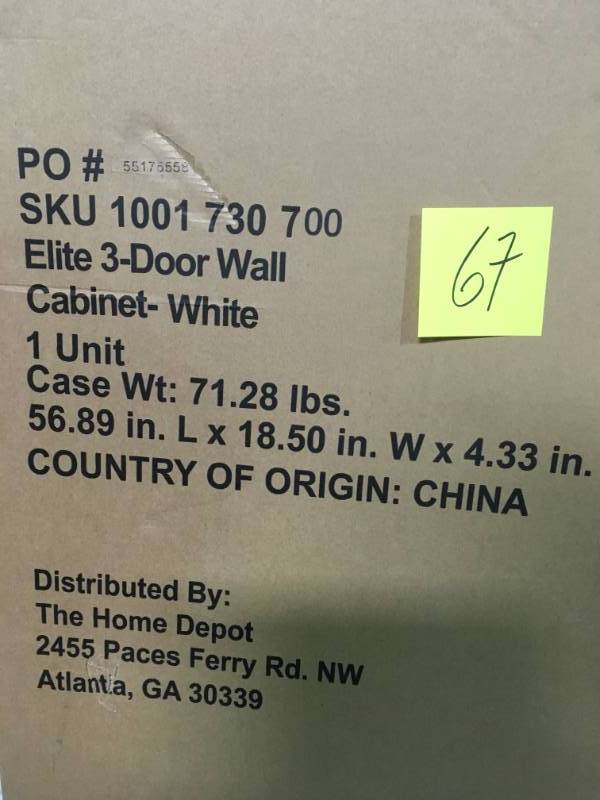 PO # 55176558
SKU 1001 730 700
Elite 3-Door Wall
Cabinet- White
1 Unit
Case Wt: 71.28 lbs.
56.89 in. L x 18.50 in. W x 4.33 in.
COUNTRY OF ORIGIN: CHINA
67
Distributed By:
The Home Depot
2455 Paces Ferry Rd. NW
Atlanta, GA 30339